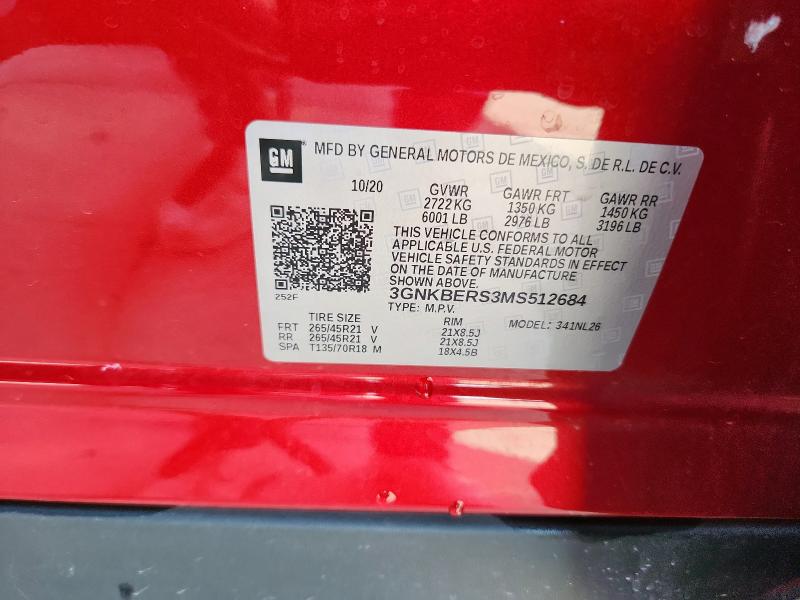 GM ® MFD BY GENERAL MOTORS DE MEXICO, S. DE R.L. DE C.V.
10/20 GVWR GAWR FRT GAWR RR
2722 KG 1350 KG 1450 KG
6001 LB 2976 LB 3196 LB
THIS VEHICLE CONFORMS TO ALL
APPLICABLE U.S. FEDERAL MOTOR
VEHICLE SAFETY STANDARDS IN EFFECT
ON THE DATE OF MANUFACTURE
SHOWN ABOVE.
252F 3GNKBERS3MS512684
TYPE: M.P.V.
TIRE SIZE RIM MODEL: 341NL26
FRT 265/45R21 V 21X8.5J
RR 265/45R21 V 21X8.5J
SPA T135/70R18 M 18X4.5B